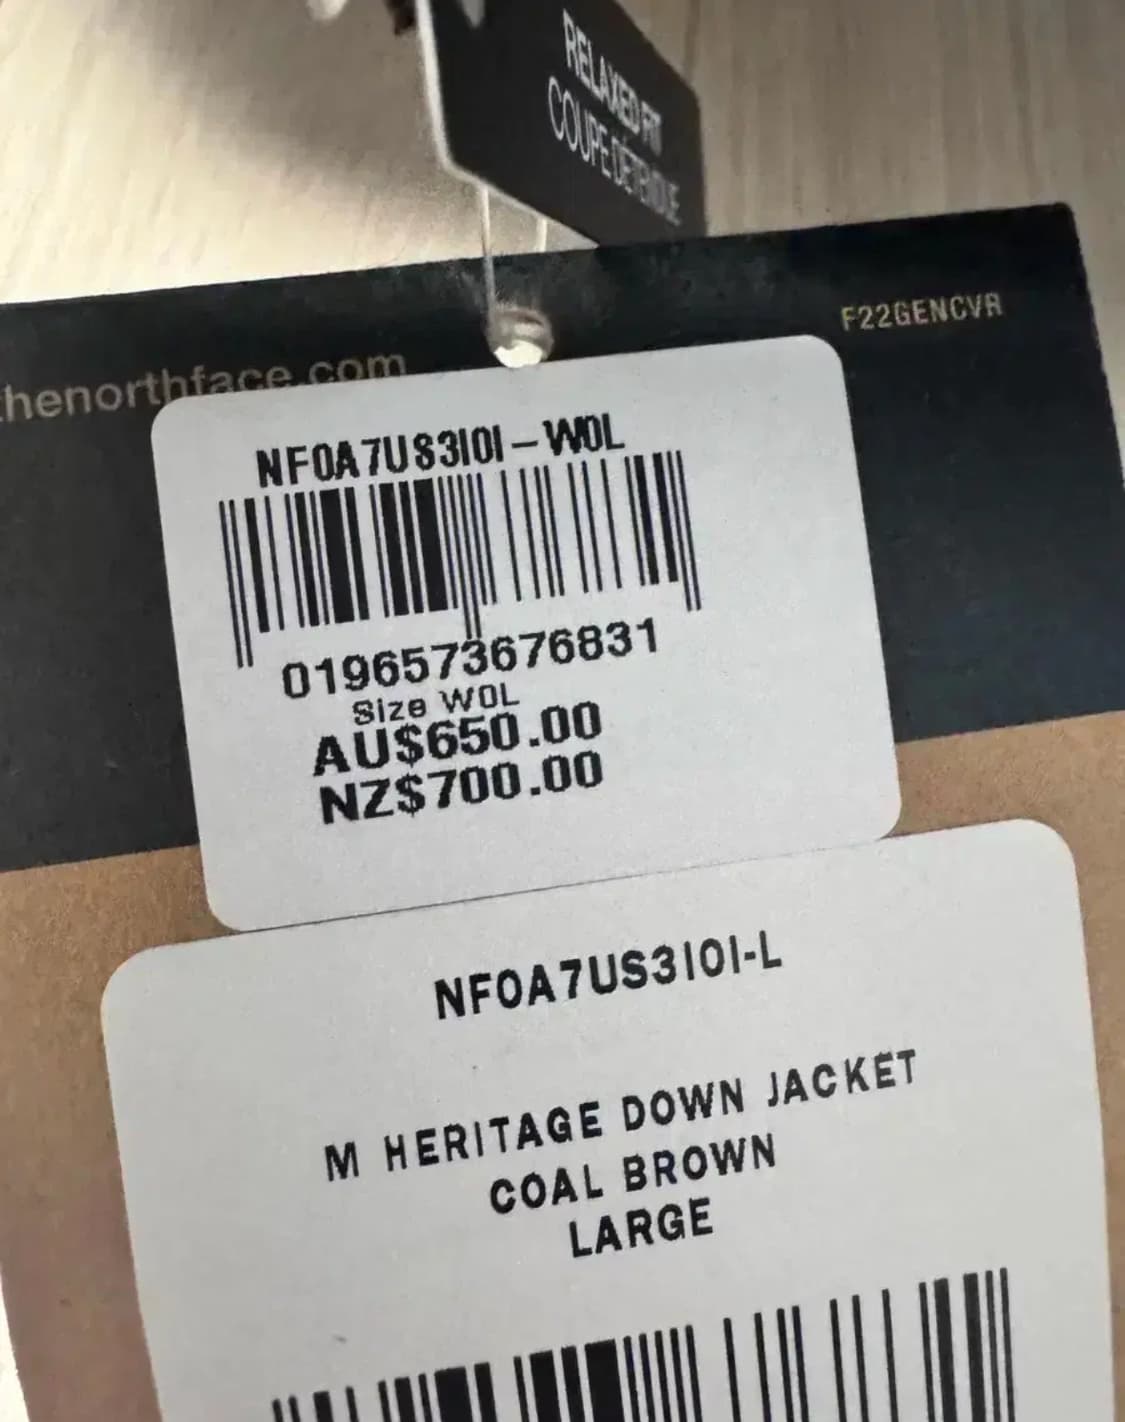 RELAXED FIT
COUPE DÉTENDUE
F22GENCVR
thenorthface.com
NF0A7US3I0I-W0L
0196573676831
Size W0L
AU$650.00
NZ$700.00
NF0A7US3I0I-L
M HERITAGE DOWN JACKET
COAL BROWN
LARGE